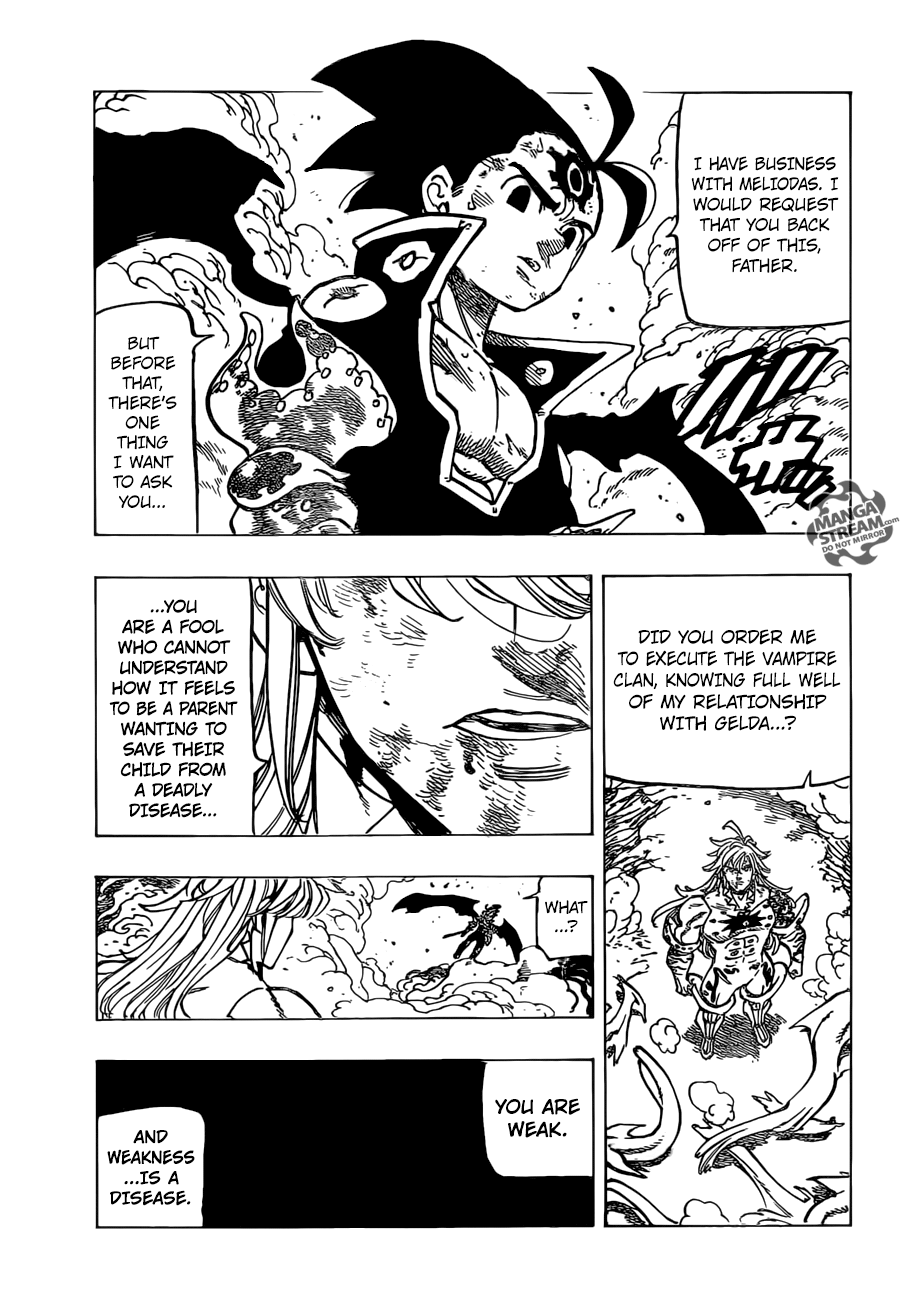 I HAVE BUSINESS
WITH MELIODAS. I
WOULD REQUEST
THAT YOU BACK
OFF OF THIS,
FATHER.
BUT
BEFORE
THAT,
THERE'S
ONE
THING
I WANT
TO ASK
YOU...
MANGA
STREAM.com
DO NOT MIRROR
DID YOU ORDER ME
TO EXECUTE THE VAMPIRE
CLAN, KNOWING FULL WELL
OF MY RELATIONSHIP
WITH GELDA...?
...YOU
ARE A FOOL
WHO CANNOT
UNDERSTAND
HOW IT FEELS
TO BE A PARENT
WANTING TO
SAVE THEIR
CHILD FROM
A DEADLY
DISEASE...
WHAT
...?
YOU ARE
WEAK.
AND
WEAKNESS
...IS A
DISEASE.